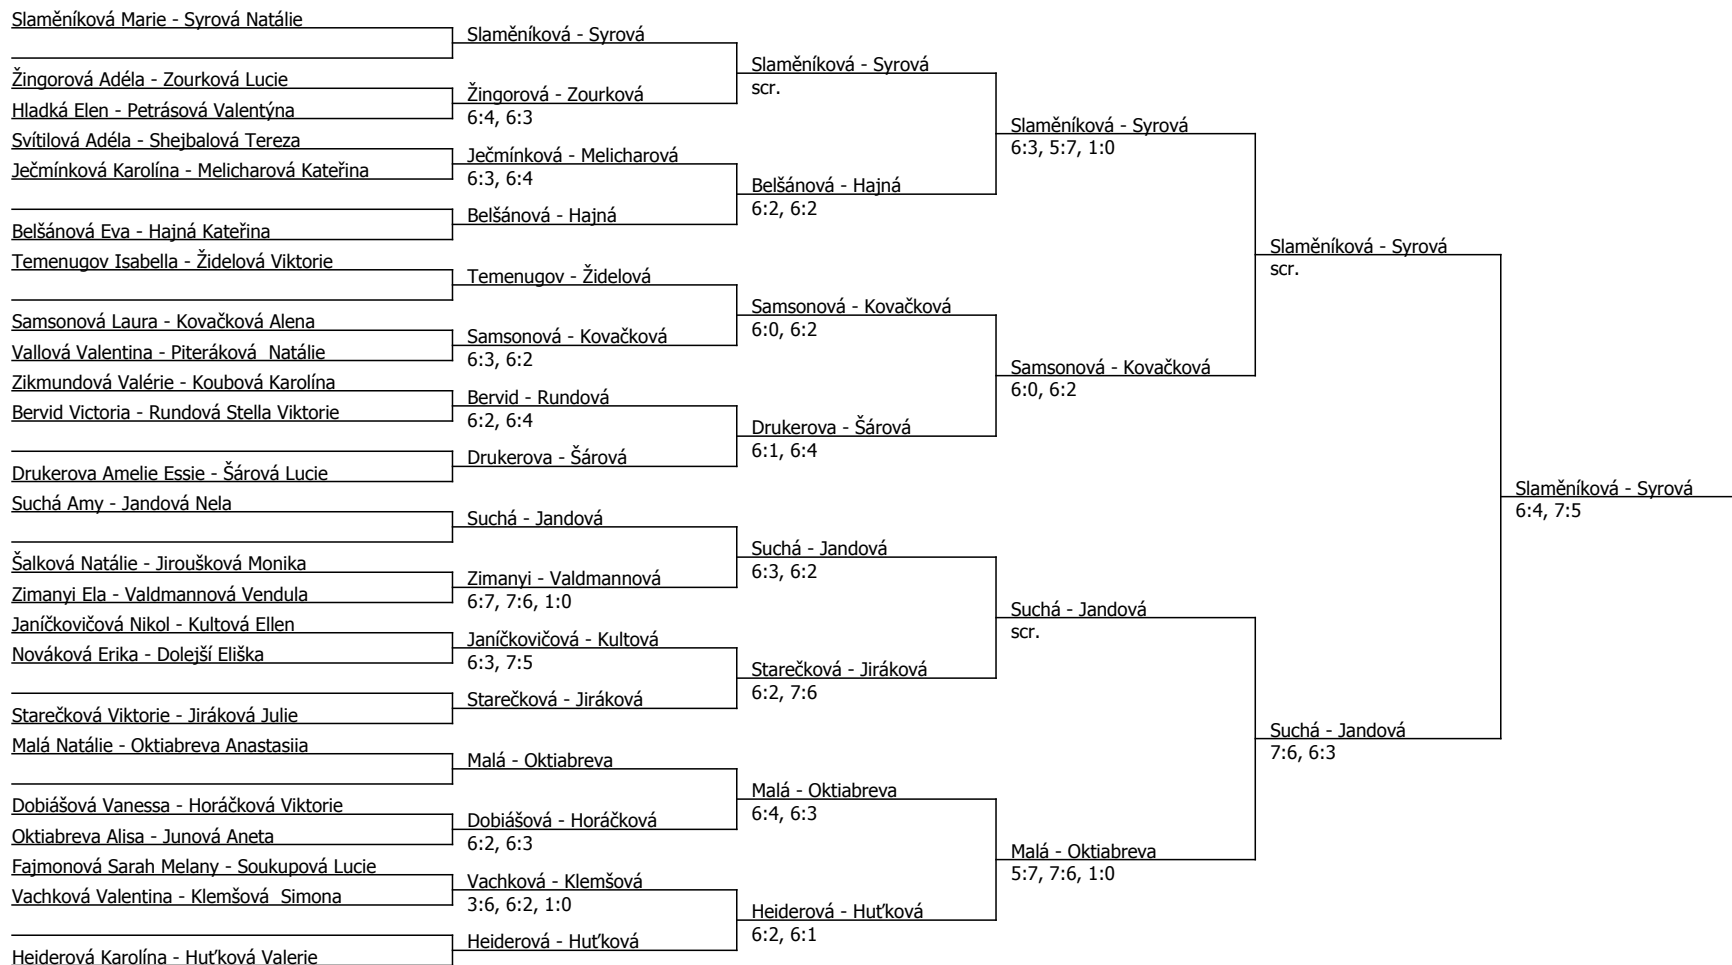 Slaměníková Marie - Syrová Natálie
Žingorová Adéla - Zourková Lucie
Hladká Elen - Petrásová Valentýna
Svítilová Adéla - Shejbalová Tereza
Ječmínková Karolína - Melicharová Kateřina
Belšánová Eva - Hajná Kateřina
Temenugov Isabella - Židelová Viktorie
Samsonová Laura - Kovačková Alena
Vallová Valentina - Piteráková  Natálie
Zikmundová Valérie - Koubová Karolína
Bervid Victoria - Rundová Stella Viktorie
Drukerova Amelie Essie - Šárová Lucie
Suchá Amy - Jandová Nela
Šalková Natálie - Jiroušková Monika
Zimanyi Ela - Valdmannová Vendula
Janíčkovičová Nikol - Kultová Ellen
Nováková Erika - Dolejší Eliška
Starečková Viktorie - Jiráková Julie
Malá Natálie - Oktiabreva Anastasiia
Dobiášová Vanessa - Horáčková Viktorie
Oktiabreva Alisa - Junová Aneta
Fajmonová Sarah Melany - Soukupová Lucie
Vachková Valentina - Klemšová  Simona
Heiderová Karolína - Huťková Valerie
Slaměníková - Syrová
Žingorová - Zourková
6:4, 6:3
Ječmínková - Melicharová
6:3, 6:4
Belšánová - Hajná
Temenugov - Židelová
Samsonová - Kovačková
6:3, 6:2
Bervid - Rundová
6:2, 6:4
Drukerova - Šárová
Suchá - Jandová
Zimanyi - Valdmannová
6:7, 7:6, 1:0
Janíčkovičová - Kultová
6:3, 7:5
Starečková - Jiráková
Malá - Oktiabreva
Dobiášová - Horáčková
6:2, 6:3
Vachková - Klemšová
3:6, 6:2, 1:0
Heiderová - Huťková
Slaměníková - Syrová
scr.
Belšánová - Hajná
6:2, 6:2
Samsonová - Kovačková
6:0, 6:2
Drukerova - Šárová
6:1, 6:4
Suchá - Jandová
6:3, 6:2
Starečková - Jiráková
6:2, 7:6
Malá - Oktiabreva
6:4, 6:3
Heiderová - Huťková
6:2, 6:1
Slaměníková - Syrová
6:3, 5:7, 1:0
Samsonová - Kovačková
6:0, 6:2
Suchá - Jandová
scr.
Malá - Oktiabreva
5:7, 7:6, 1:0
Slaměníková - Syrová
scr.
Suchá - Jandová
7:6, 6:3
Slaměníková - Syrová
6:4, 7:5